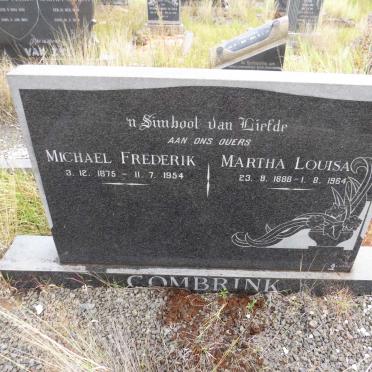 'n Simbool van Liefde
AAN ONS OUERS
MICHAEL FREDERIK
3. 12. 1875 - 11. 7. 1954
MARTHA LOUISA
23. 8. 1888 - 1. 8. 1964
COMBRINK